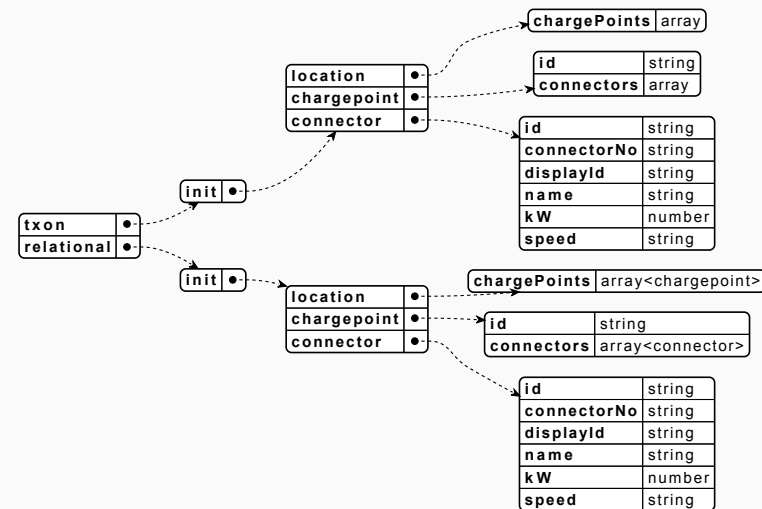 chargePoints array
id string
connectors array
location
chargepoint
connector
id string
connectorNo string
displayId string
name string
kW number
speed string
init
txon
relational
init
chargePoints array<chargepoint>
location
chargepoint
connector
id string
connectors array<connector>
id string
connectorNo string
displayId string
name string
kW number
speed string